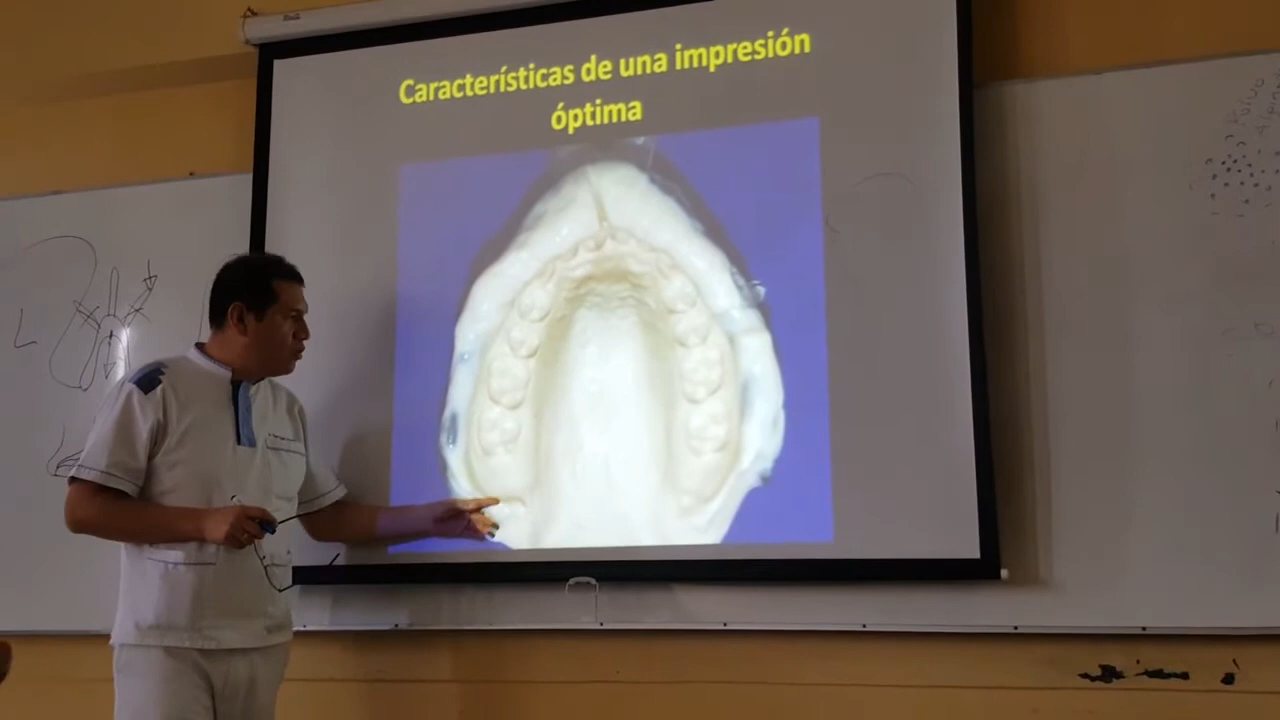 Características de una impresión
óptima
L